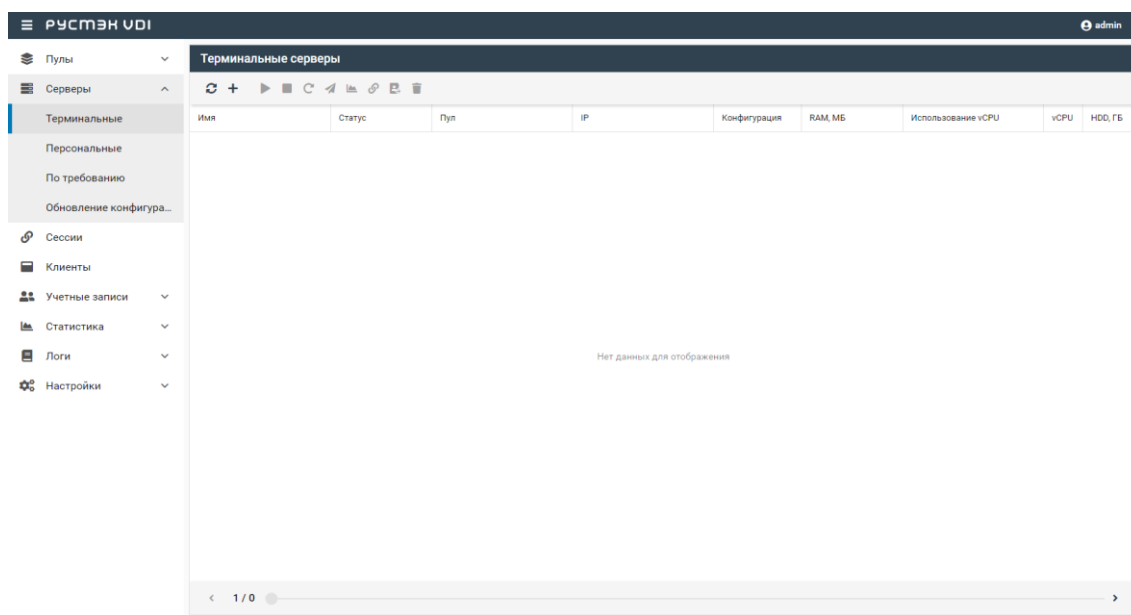 РУСТЭК VDI
admin
Пулы
Серверы
Терминальные
Персональные
По требованию
Обновление конфигура...
Сессии
Клиенты
Учетные записи
Статистика
Логи
Настройки
Терминальные серверы
Имя Статус Пул IP Конфигурация RAM, МБ Использование vCPU vCPU HDD, ГБ
Нет данных для отображения
1 / 0